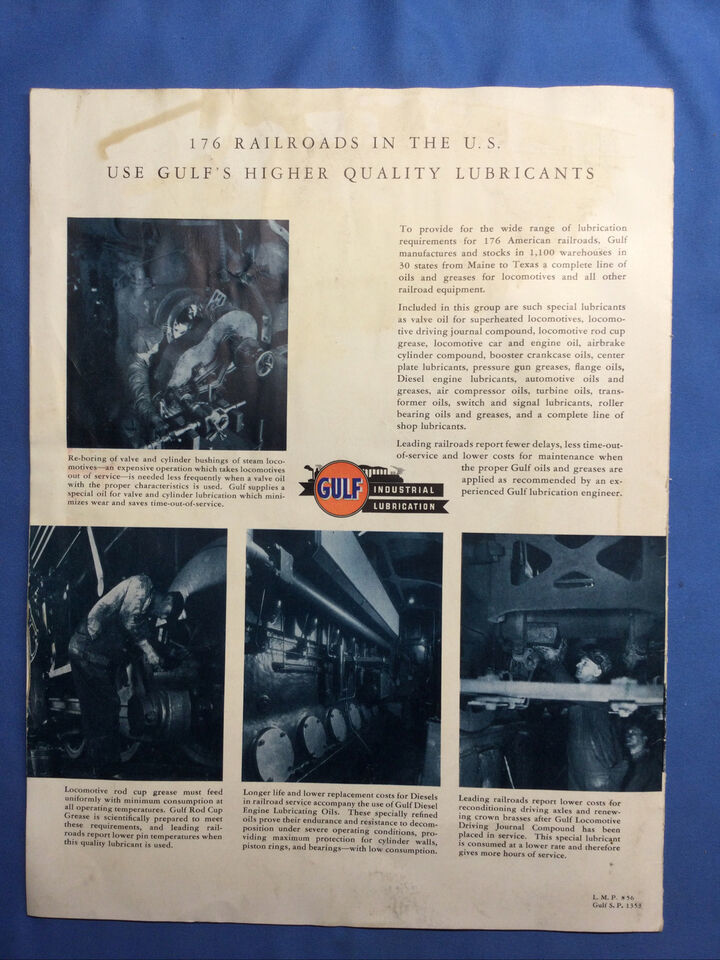 176 RAILROADS IN THE U.S.
USE GULF'S HIGHER QUALITY LUBRICANTS
To provide for the wide range of lubrication
requirements for 176 American railroads, Gulf
manufactures and stocks in 1,100 warehouses in
30 states from Maine to Texas a complete line of
oils and greases for locomotives and all other
railroad equipment.
Included in this group are such special lubricants
as valve oil for superheated locomotives, locomo-
tive driving journal compound, locomotive rod cup
grease, locomotive car and engine oil, airbrake
cylinder compound, booster crankcase oils, center
plate lubricants, pressure gun greases, flange oils,
Diesel engine lubricants, automotive oils and
greases, air compressor oils, turbine oils, trans-
former oils, switch and signal lubricants, roller
bearing oils and greases, and a complete line of
shop lubricants.
Leading railroads report fewer delays, less time-out-
of-service and lower costs for maintenance when
the proper Gulf oils and greases are
applied as recommended by an ex-
perienced Gulf lubrication engineer.
Re-boring of valve and cylinder bushings of steam loco-
motives—an expensive operation which takes locomotives
out of service—is needed less frequently when a valve oil
with the proper characteristics is used. Gulf supplies a
special oil for valve and cylinder lubrication which mini-
mizes wear and saves time-out-of-service.
GULF
INDUSTRIAL
LUBRICATION
Locomotive rod cup grease must feed
uniformly with minimum consumption at
all operating temperatures. Gulf Rod Cup
Grease is scientifically prepared to meet
these requirements, and leading rail-
roads report lower pin temperatures when
this quality lubricant is used.
Longer life and lower replacement costs for Diesels
in railroad service accompany the use of Gulf Diesel
Engine Lubricating Oils. These specially refined
oils prove their endurance and resistance to decom-
position under severe operating conditions, pro-
viding maximum protection for cylinder walls,
piston rings, and bearings—with low consumption.
Leading railroads report lower costs for
reconditioning driving axles and renew-
ing crown brasses after Gulf Locomotive
Driving Journal Compound has been
placed in service. This special lubricant
is consumed at a lower rate and therefore
gives more hours of service.
L. M. P. #56
Gulf S. P. 1353